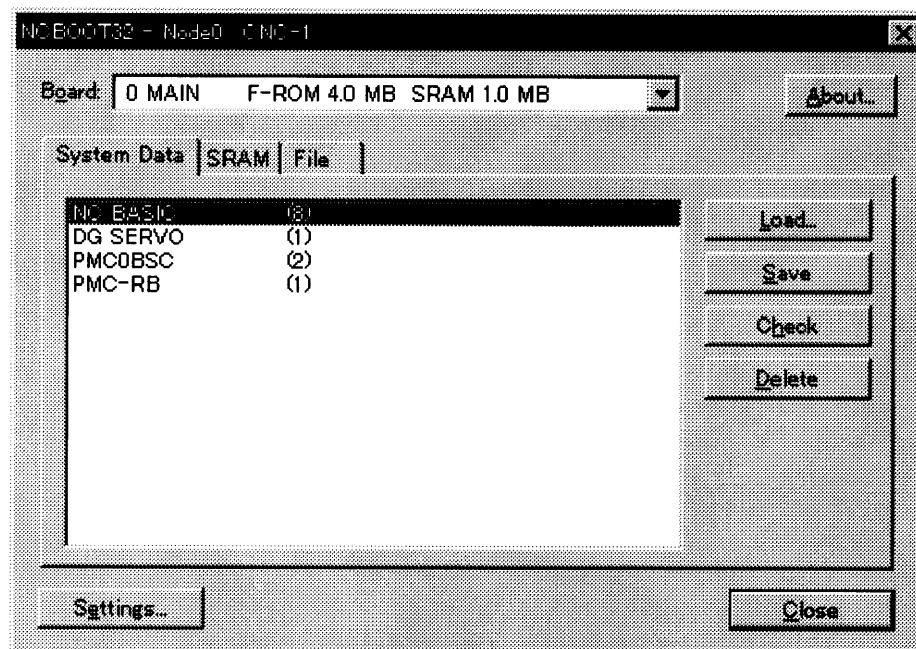 NCBOOT32 - Node0 CNC-1
Board: 0 MAIN F-ROM 4.0 MB SRAM 1.0 MB
About...
System Data SRAM File
NC BASIC (8)
DG SERVO (1)
PMC0BSC (2)
PMC-RB (1)
Load...
Save
Check
Delete
Settings...
Close